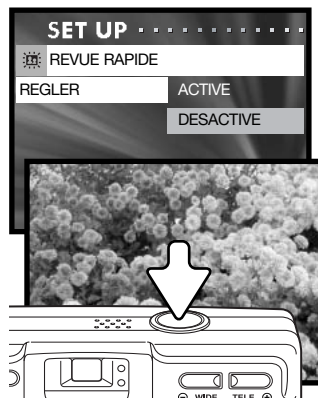 SET UP
REVUE RAPIDE
REGLER ACTIVE
DESACTIVE
WIDE TELE